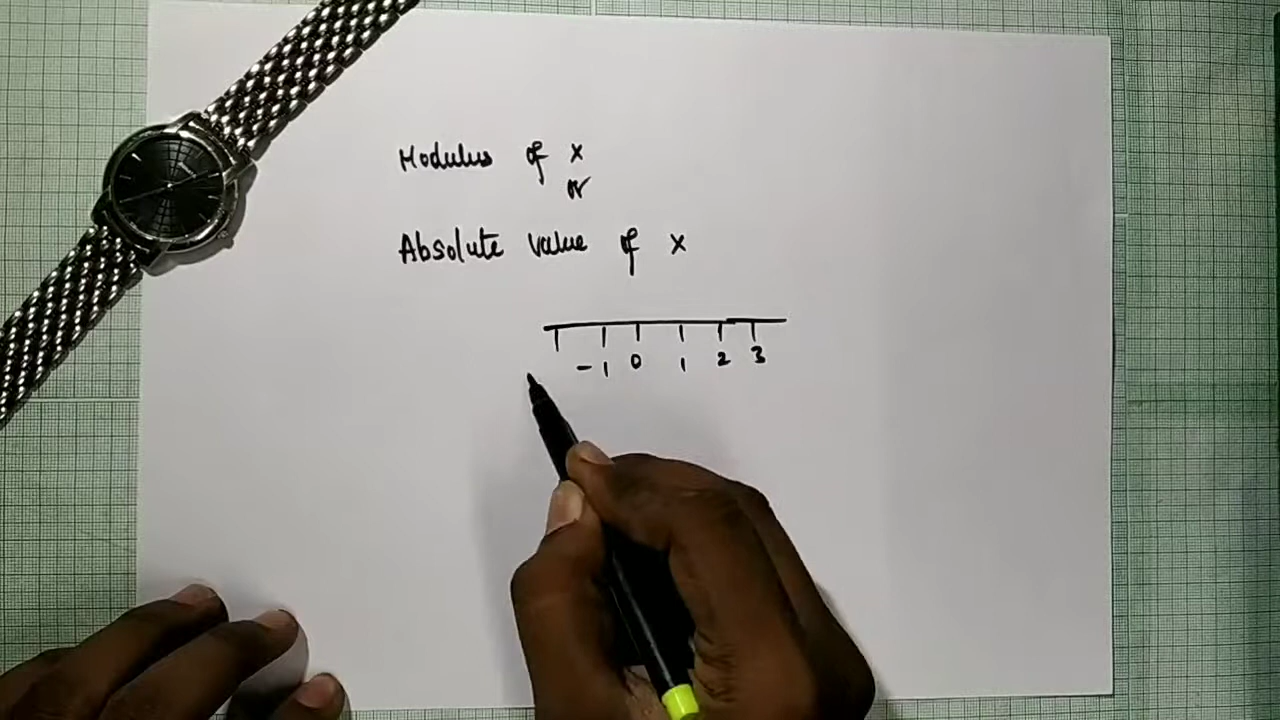 Modulus of x
or
Absolute value of x
-1 0 1 2 3